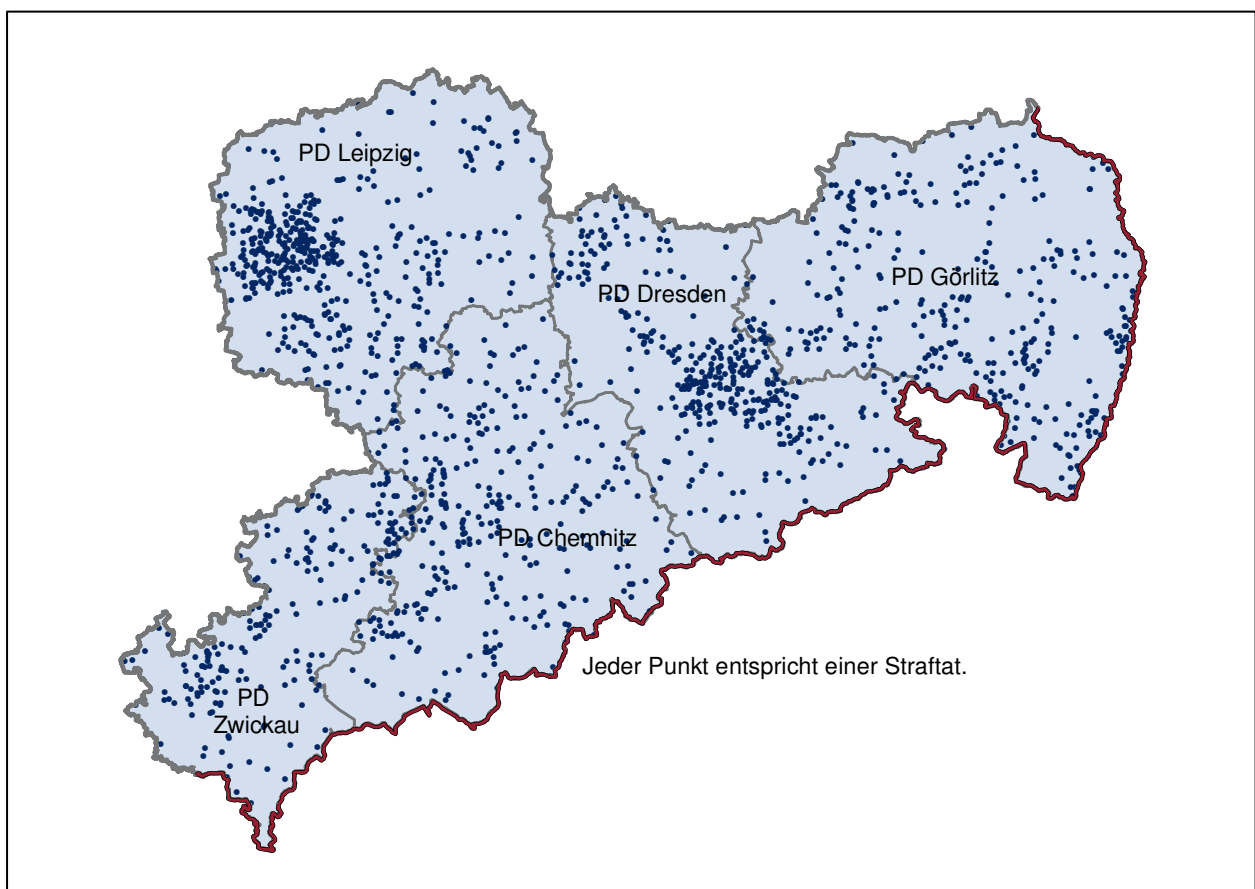 PD Leipzig
PD Görlitz
PD Dresden
PD Chemnitz
Jeder Punkt entspricht einer Straftat.
PD
Zwickau